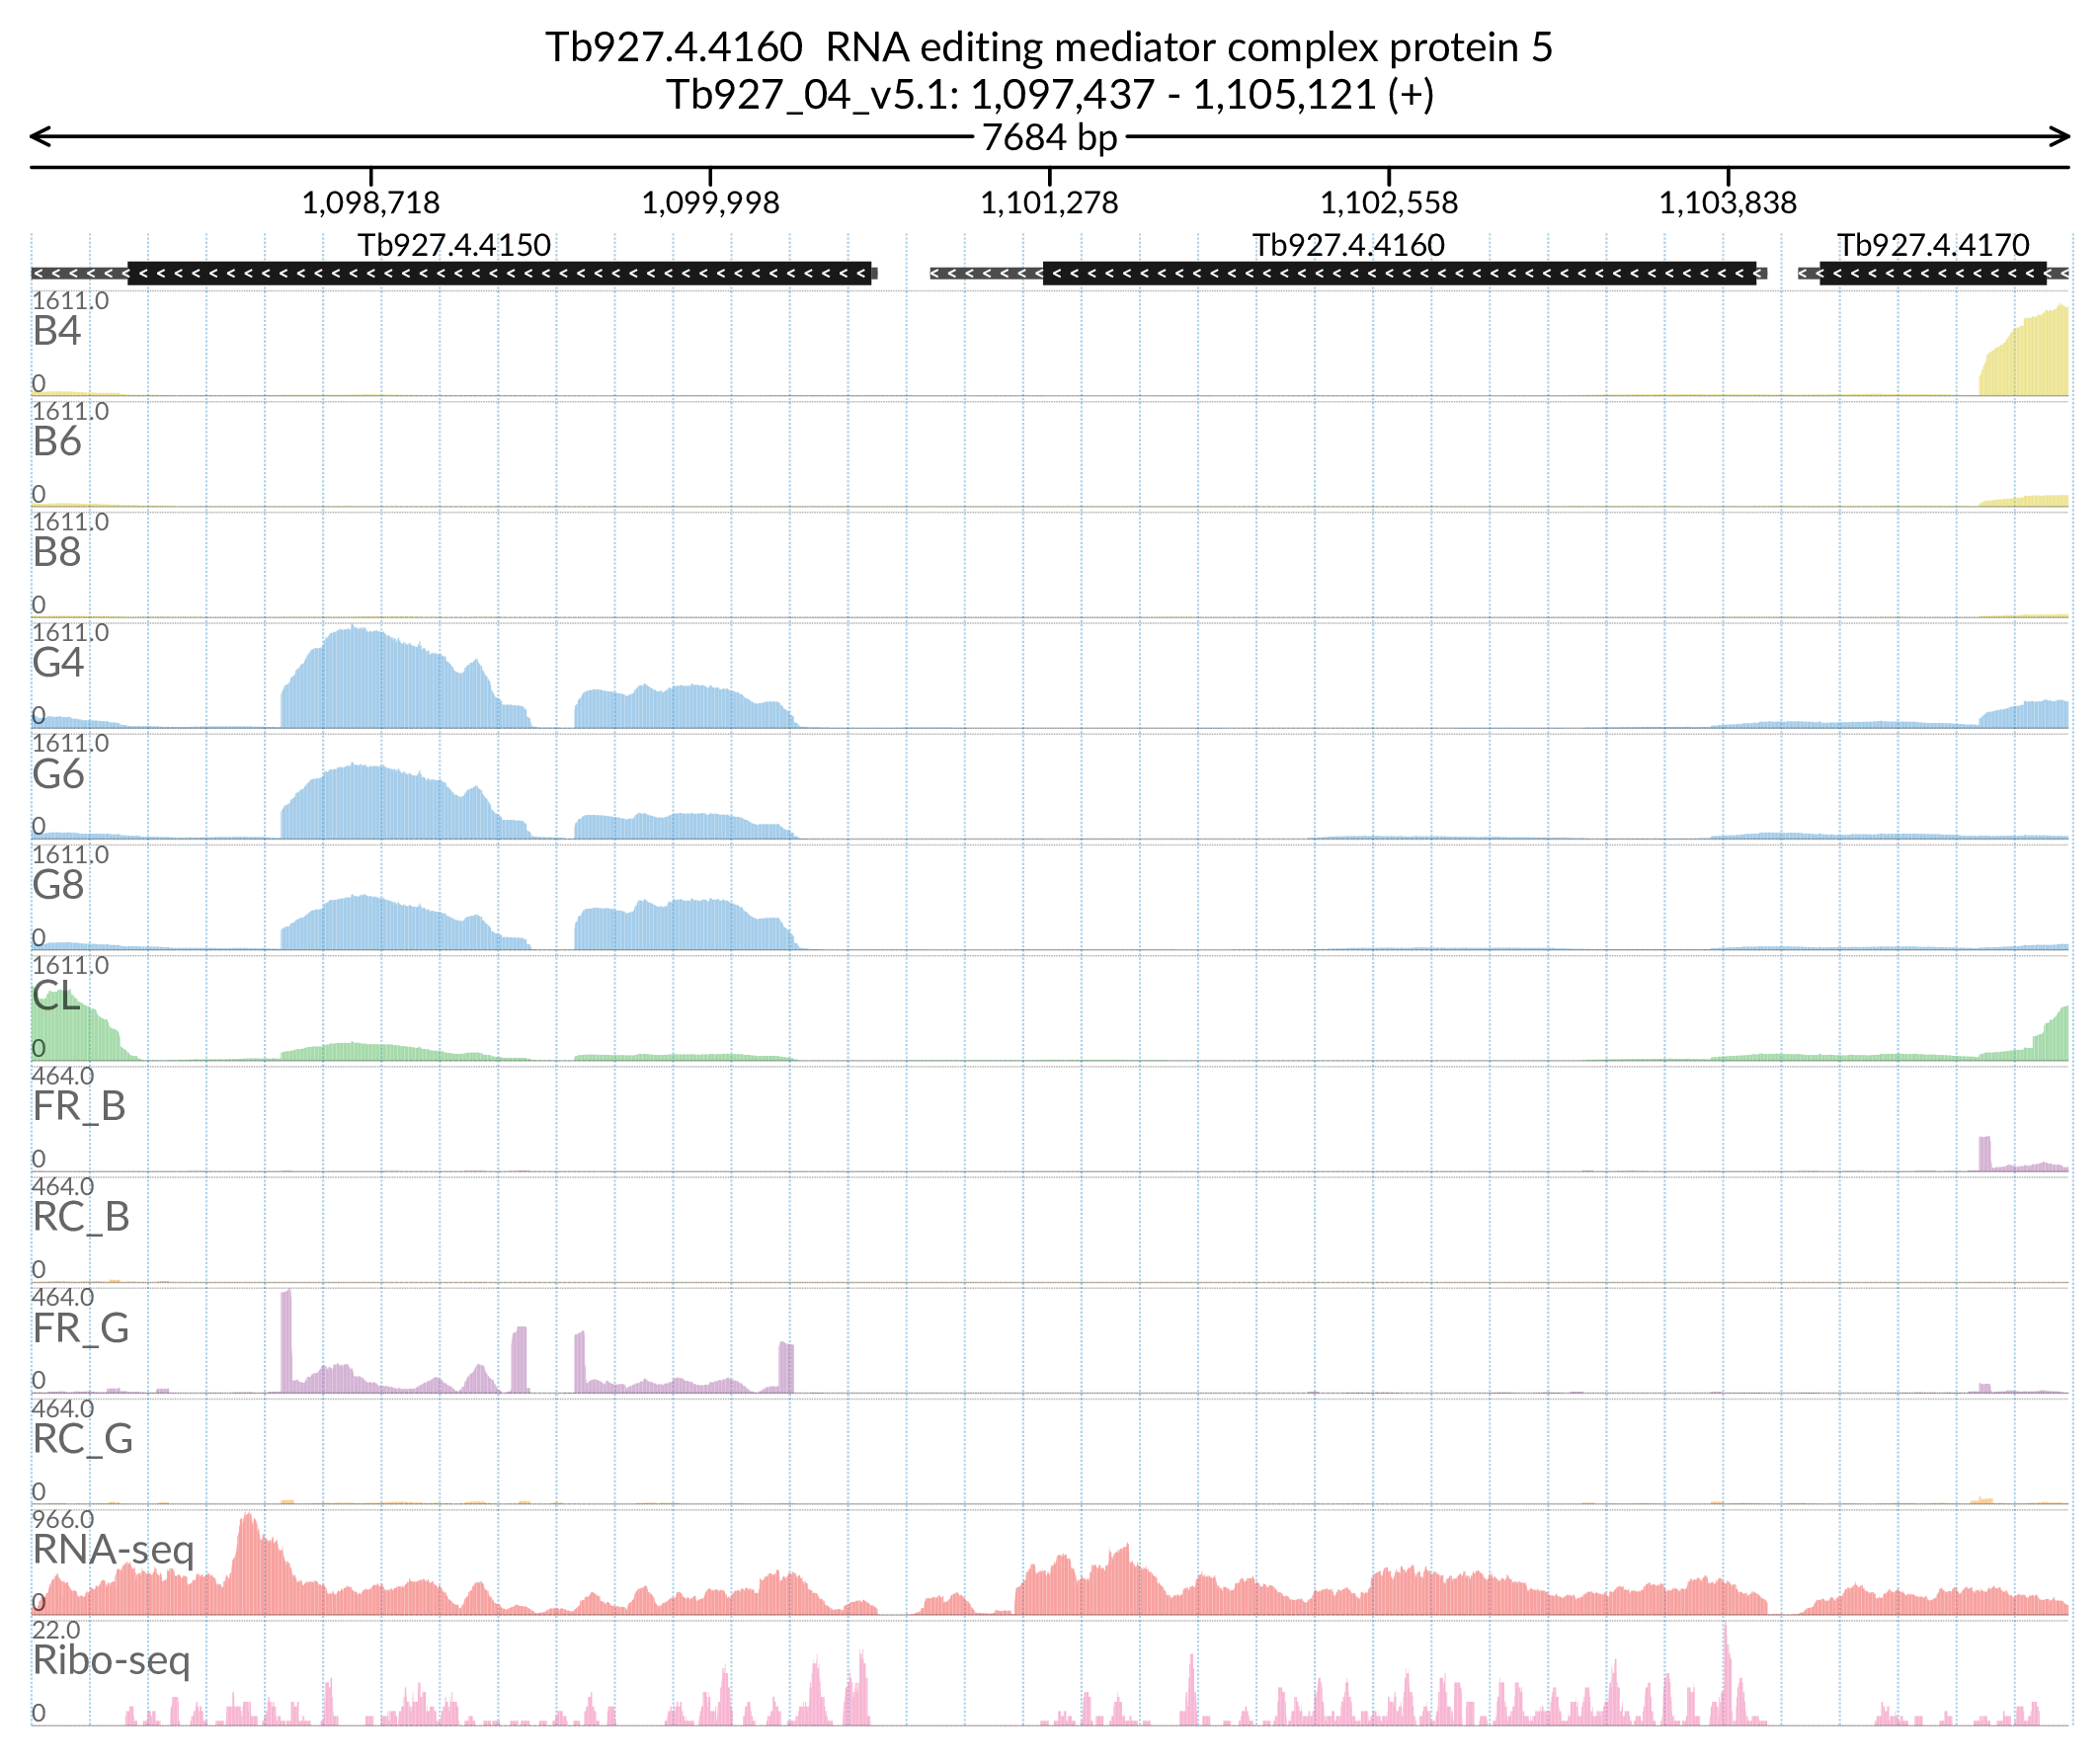 Tb927.4.4160  RNA editing mediator complex protein 5
Tb927_04_v5.1: 1,097,437 - 1,105,121 (+)
7684 bp
1,098,718 1,099,998 1,101,278 1,102,558 1,103,838
Tb927.4.4150 Tb927.4.4160 Tb927.4.4170
1611.0
B4
0
1611.0
B6
0
1611.0
B8
0
1611.0
G4
0
1611.0
G6
0
1611.0
G8
0
1611.0
CL
0
464.0
FR_B
0
464.0
RC_B
0
464.0
FR_G
0
464.0
RC_G
0
966.0
RNA-seq
0
22.0
Ribo-seq
0